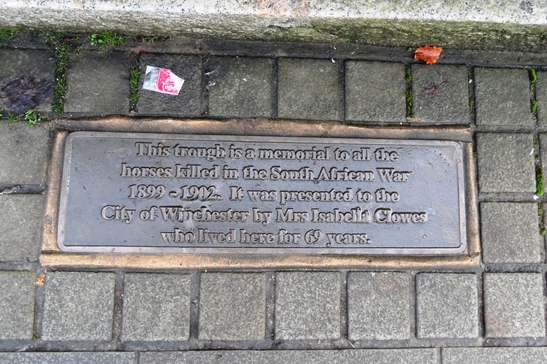 This trough is a memorial to all the
horses killed in the South African War
1899 - 1902. It was presented to the
City of Winchester by Mrs Isabella Clowes
who lived here for 69 years.